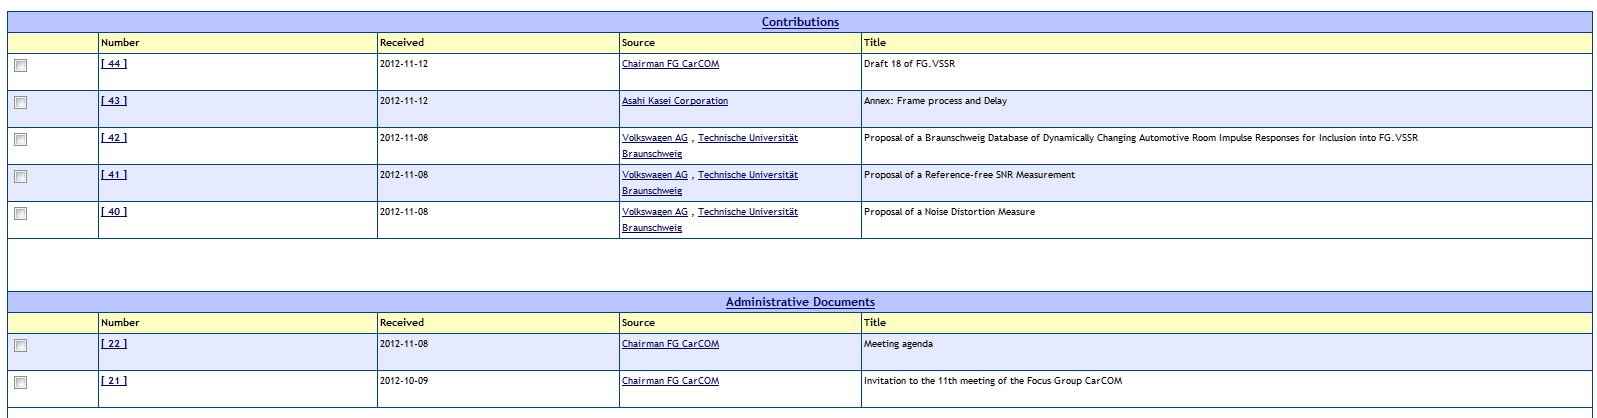 Contributions
Number Received Source Title
[ 44 ] 2012-11-12 Chairman FG CarCOM Draft 18 of FG.VSSR
[ 43 ] 2012-11-12 Asahi Kasei Corporation Annex: Frame process and Delay
[ 42 ] 2012-11-08 Volkswagen AG , Technische Universität Proposal of a Braunschweig Database of Dynamically Changing Automotive Room Impulse Responses for Inclusion into FG.VSSR
Braunschweig
[ 41 ] 2012-11-08 Volkswagen AG , Technische Universität Proposal of a Reference-free SNR Measurement
Braunschweig
[ 40 ] 2012-11-08 Volkswagen AG , Technische Universität Proposal of a Noise Distortion Measure
Braunschweig
Administrative Documents
Number Received Source Title
[ 22 ] 2012-11-08 Chairman FG CarCOM Meeting agenda
[ 21 ] 2012-10-09 Chairman FG CarCOM Invitation to the 11th meeting of the Focus Group CarCOM